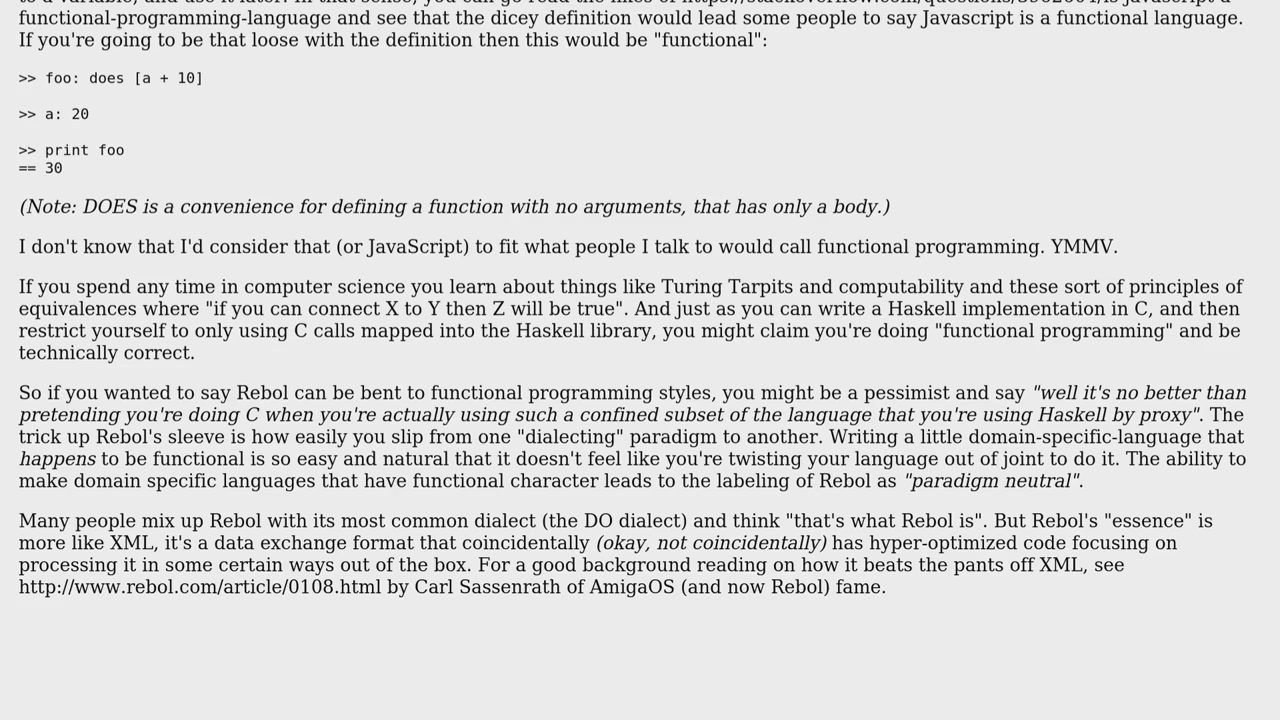 functional-programming-language and see that the dicey definition would lead some people to say Javascript is a functional language.
If you're going to be that loose with the definition then this would be "functional":
>> foo: does [a + 10]
>> a: 20
>> print foo
== 30
(Note: DOES is a convenience for defining a function with no arguments, that has only a body.)
I don't know that I'd consider that (or JavaScript) to fit what people I talk to would call functional programming. YMMV.
If you spend any time in computer science you learn about things like Turing Tarpits and computability and these sort of principles of
equivalences where "if you can connect X to Y then Z will be true". And just as you can write a Haskell implementation in C, and then
restrict yourself to only using C calls mapped into the Haskell library, you might claim you're doing "functional programming" and be
technically correct.
So if you wanted to say Rebol can be bent to functional programming styles, you might be a pessimist and say "well it's no better than
pretending you're doing C when you're actually using such a confined subset of the language that you're using Haskell by proxy". The
trick up Rebol's sleeve is how easily you slip from one "dialecting" paradigm to another. Writing a little domain-specific-language that
happens to be functional is so easy and natural that it doesn't feel like you're twisting your language out of joint to do it. The ability to
make domain specific languages that have functional character leads to the labeling of Rebol as "paradigm neutral".
Many people mix up Rebol with its most common dialect (the DO dialect) and think "that's what Rebol is". But Rebol's "essence" is
more like XML, it's a data exchange format that coincidentally (okay, not coincidentally) has hyper-optimized code focusing on
processing it in some certain ways out of the box. For a good background reading on how it beats the pants off XML, see
http://www.rebol.com/article/0108.html by Carl Sassenrath of AmigaOS (and now Rebol) fame.